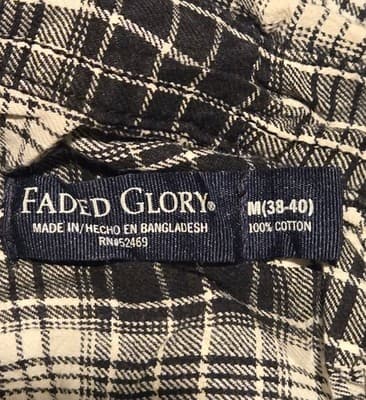 FADED GLORY®
MADE IN/HECHO EN BANGLADESH
RN#52469
M(38-40)
100% COTTON